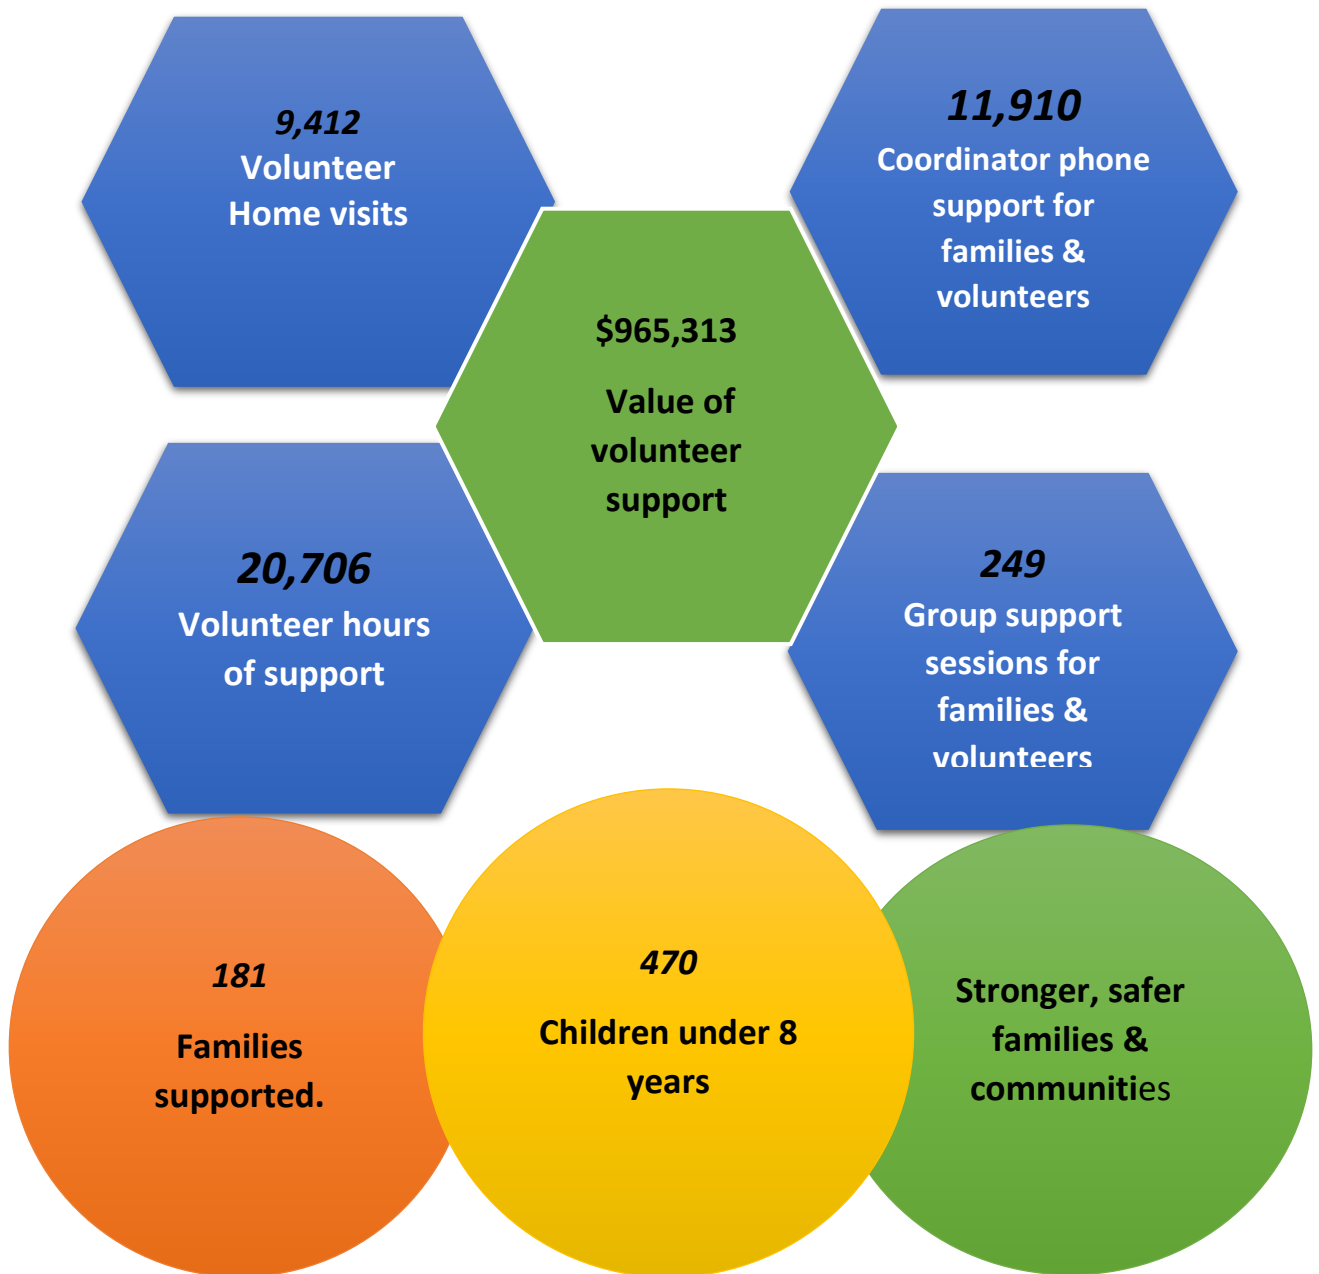 9,412
Volunteer
Home visits
11,910
Coordinator phone
support for
families &
volunteers
$965,313
Value of
volunteer
support
20,706
Volunteer hours
of support
249
Group support
sessions for
families &
volunteers
181
Families
supported.
470
Children under 8
years
Stronger, safer
families &
communities